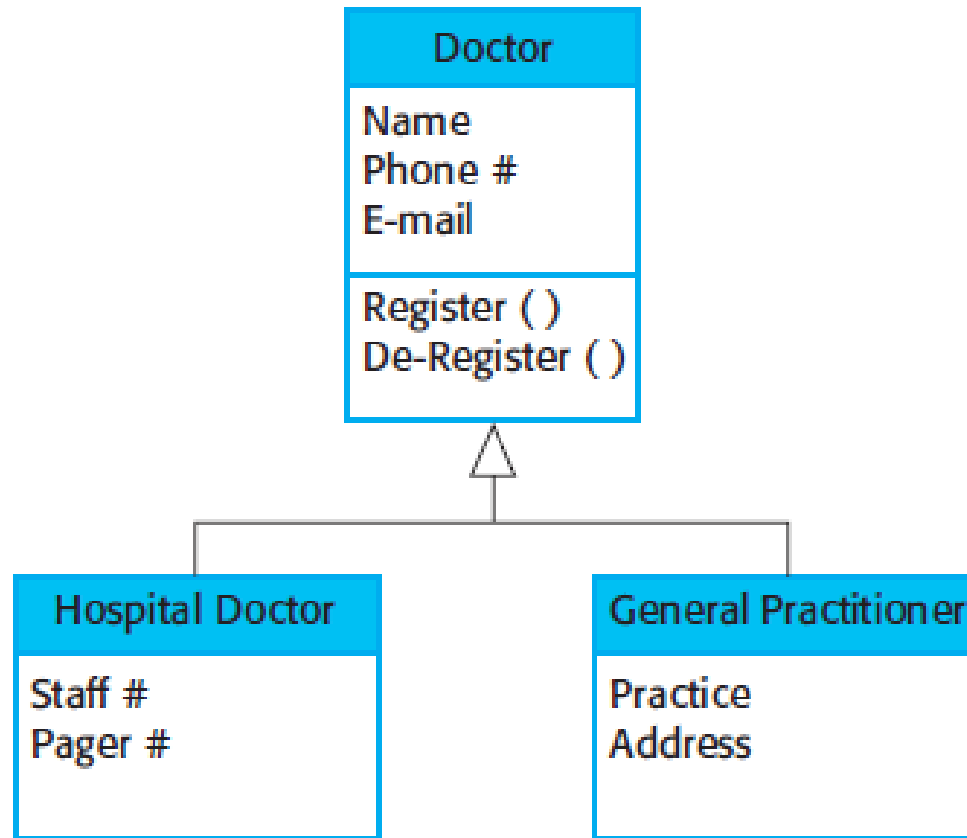 Doctor
Name
Phone #
E-mail
Register ( )
De-Register ( )
Hospital Doctor
Staff #
Pager #
General Practitioner
Practice
Address